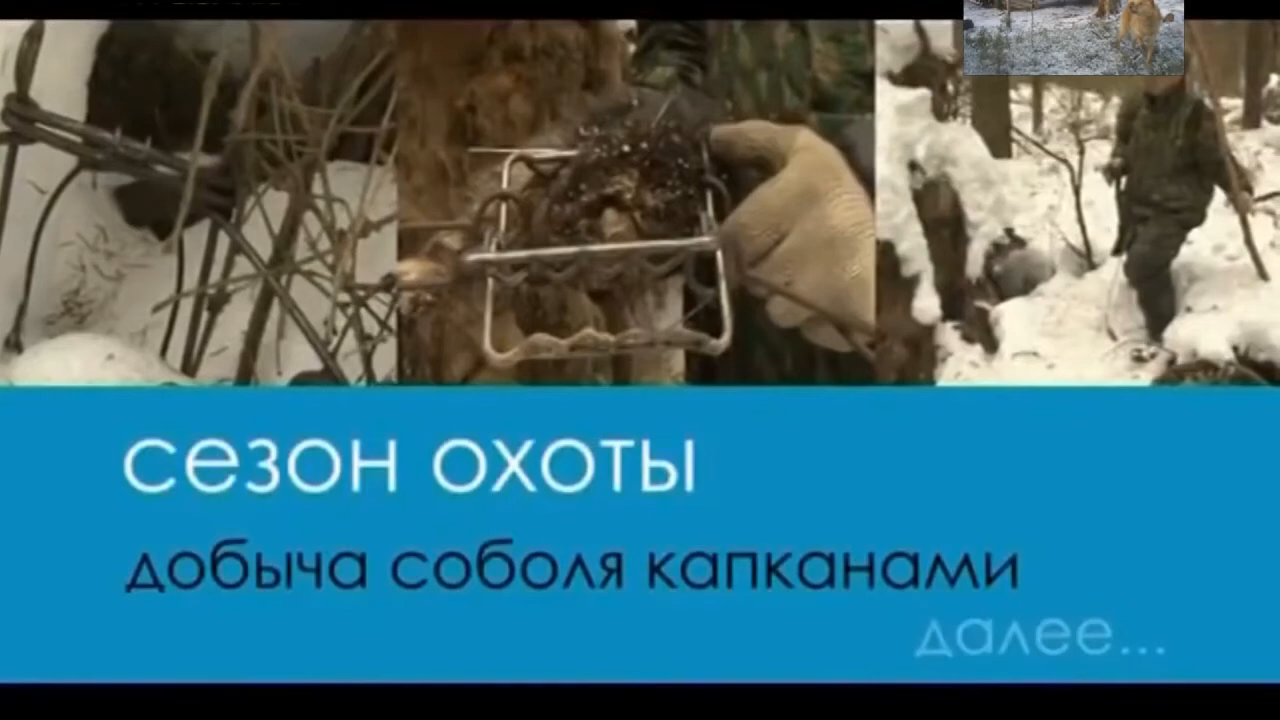 сезон охоты
добыча соболя капканами
далее...